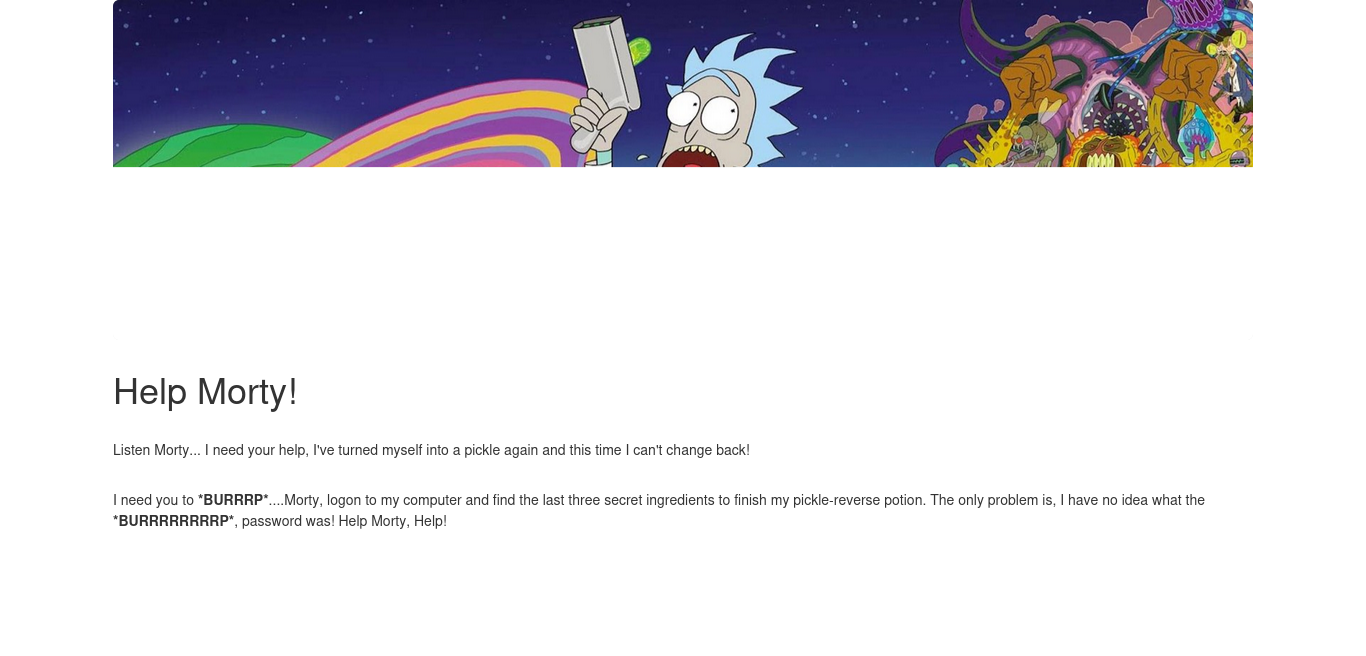 Help Morty!
Listen Morty... I need your help, I've turned myself into a pickle again and this time I can't change back!
I need you to *BURRRP*....Morty, logon to my computer and find the last three secret ingredients to finish my pickle-reverse potion. The only problem is, I have no idea what the
*BURRRRRRRRP*, password was! Help Morty, Help!